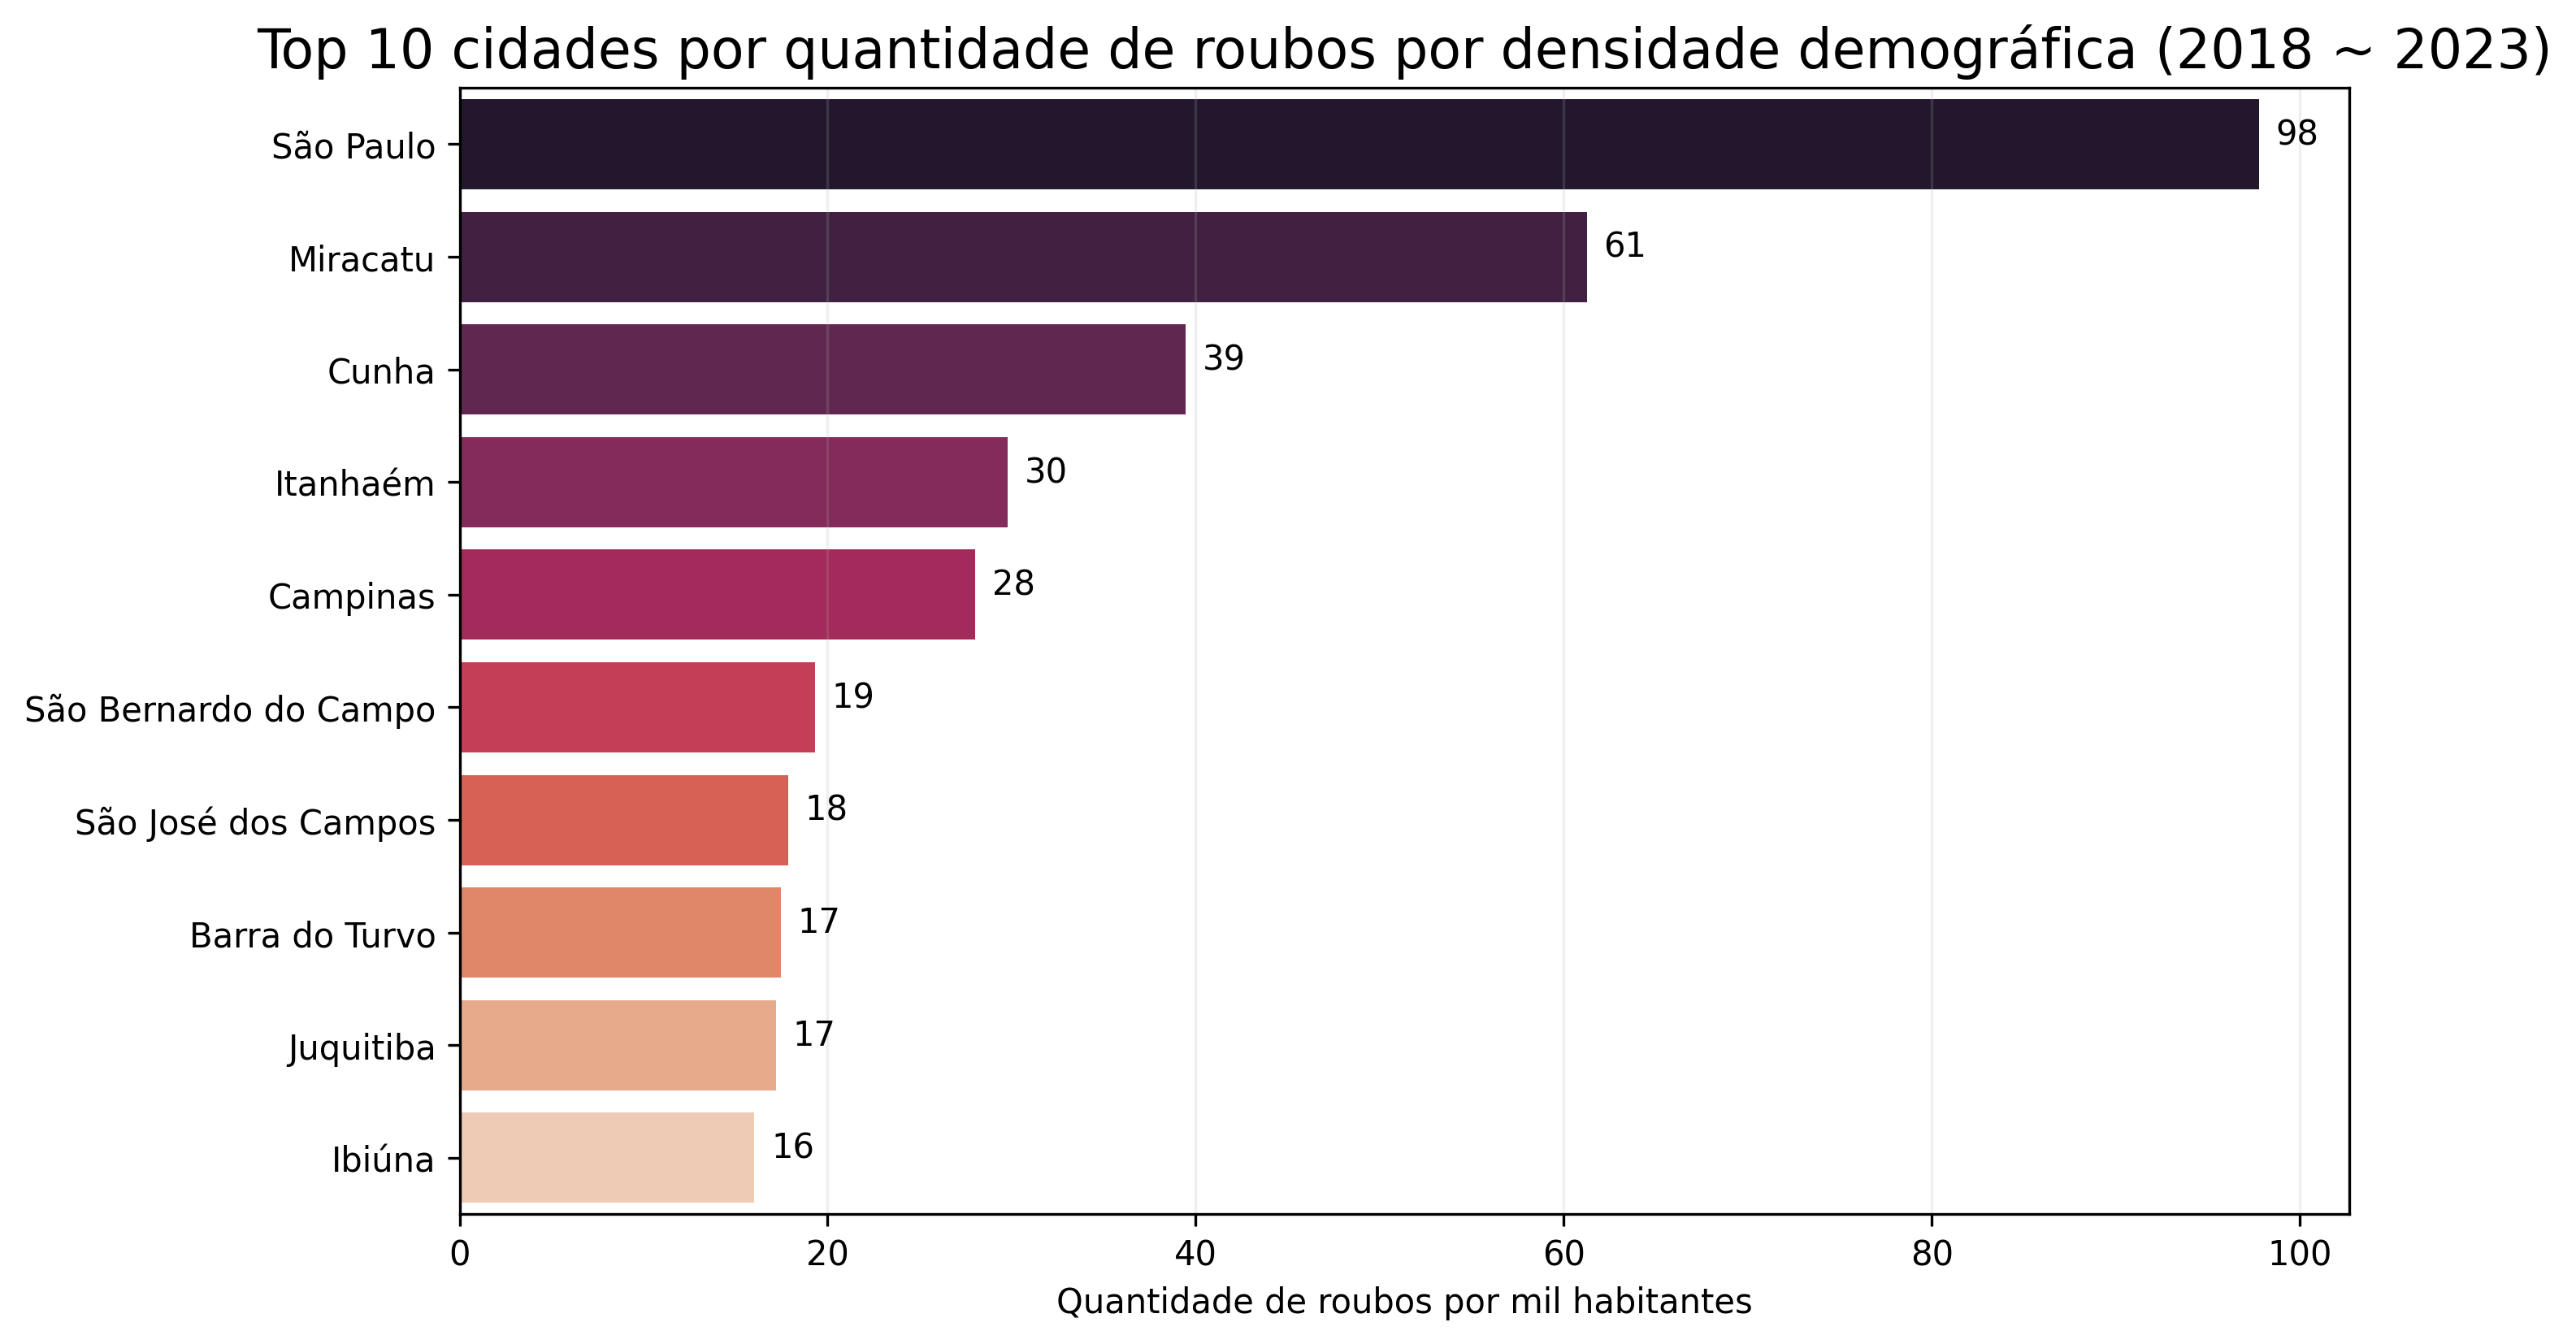 Top 10 cidades por quantidade de roubos por densidade demográfica (2018 ~ 2023)
São Paulo 98
Miracatu 61
Cunha 39
Itanhaém 30
Campinas 28
São Bernardo do Campo 19
São José dos Campos 18
Barra do Turvo 17
Juquitiba 17
Ibiúna 16
0 20 40 60 80 100
Quantidade de roubos por mil habitantes